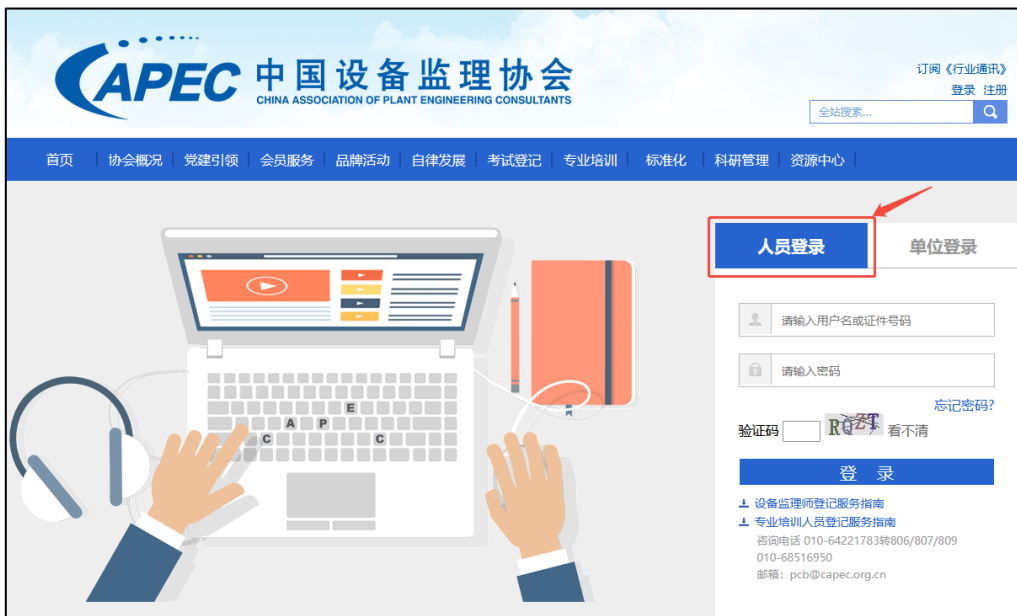 CAPEC 中国设备监理协会
CHINA ASSOCIATION OF PLANT ENGINEERING CONSULTANTS
订阅《行业通讯》
登录 注册
全站搜索...
首页 协会概况 党建引领 会员服务 品牌活动 自律发展 考试登记 专业培训 标准化 科研管理 资源中心
人员登录 单位登录
请输入用户名或证件号码
请输入密码
忘记密码?
验证码 RQZT 看不清
登 录
设备监理师登记服务指南
专业培训人员登记服务指南
咨询电话 010-64221783转806/807/809
010-68516950
邮箱：pcb@capec.org.cn
E
A P
C C